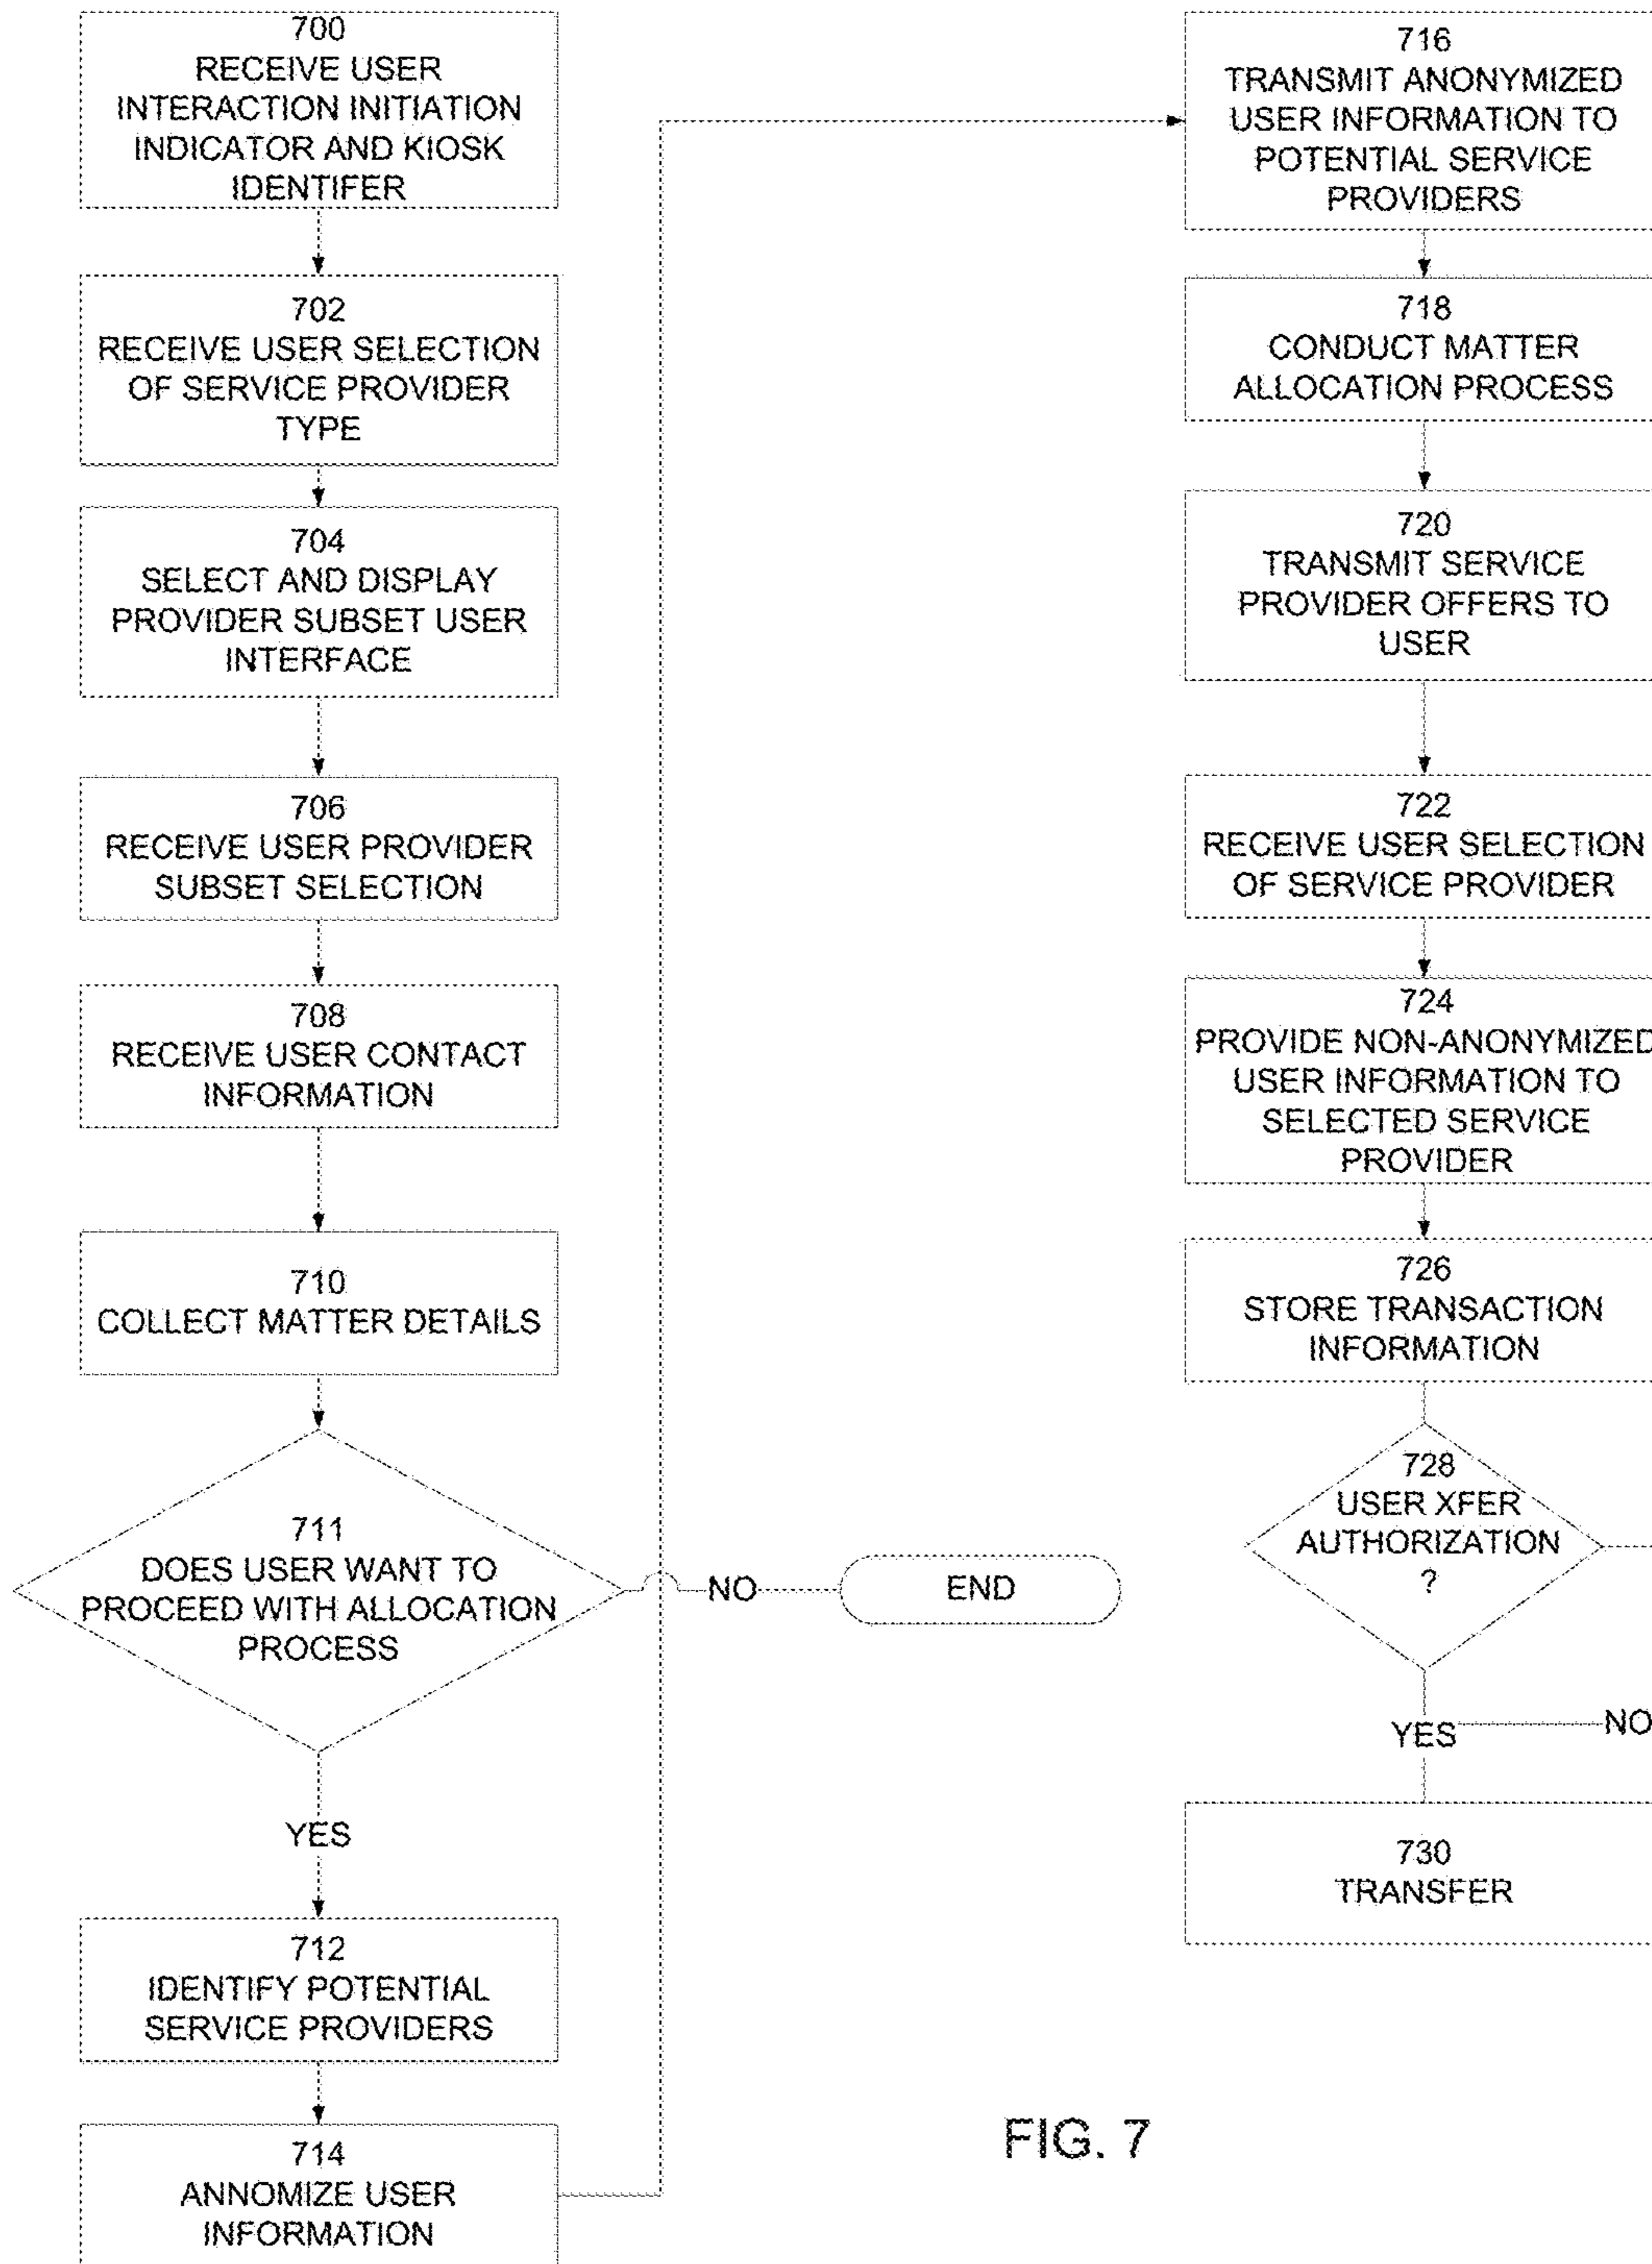 700
RECEIVE USER
INTERACTION INITIATION
INDICATOR AND KIOSK
IDENTIFER
702
RECEIVE USER SELECTION
OF SERVICE PROVIDER
TYPE
704
SELECT AND DISPLAY
PROVIDER SUBSET USER
INTERFACE
706
RECEIVE USER PROVIDER
SUBSET SELECTION
708
RECEIVE USER CONTACT
INFORMATION
710
COLLECT MATTER DETAILS
711
DOES USER WANT TO
PROCEED WITH ALLOCATION
PROCESS
NO
END
YES
712
IDENTIFY POTENTIAL
SERVICE PROVIDERS
714
ANNOMIZE USER
INFORMATION
716
TRANSMIT ANONYMIZED
USER INFORMATION TO
POTENTIAL SERVICE
PROVIDERS
718
CONDUCT MATTER
ALLOCATION PROCESS
720
TRANSMIT SERVICE
PROVIDER OFFERS TO
USER
722
RECEIVE USER SELECTION
OF SERVICE PROVIDER
724
PROVIDE NON-ANONYMIZED
USER INFORMATION TO
SELECTED SERVICE
PROVIDER
726
STORE TRANSACTION
INFORMATION
728
USER XFER
AUTHORIZATION
?
YES
NO
730
TRANSFER
FIG. 7